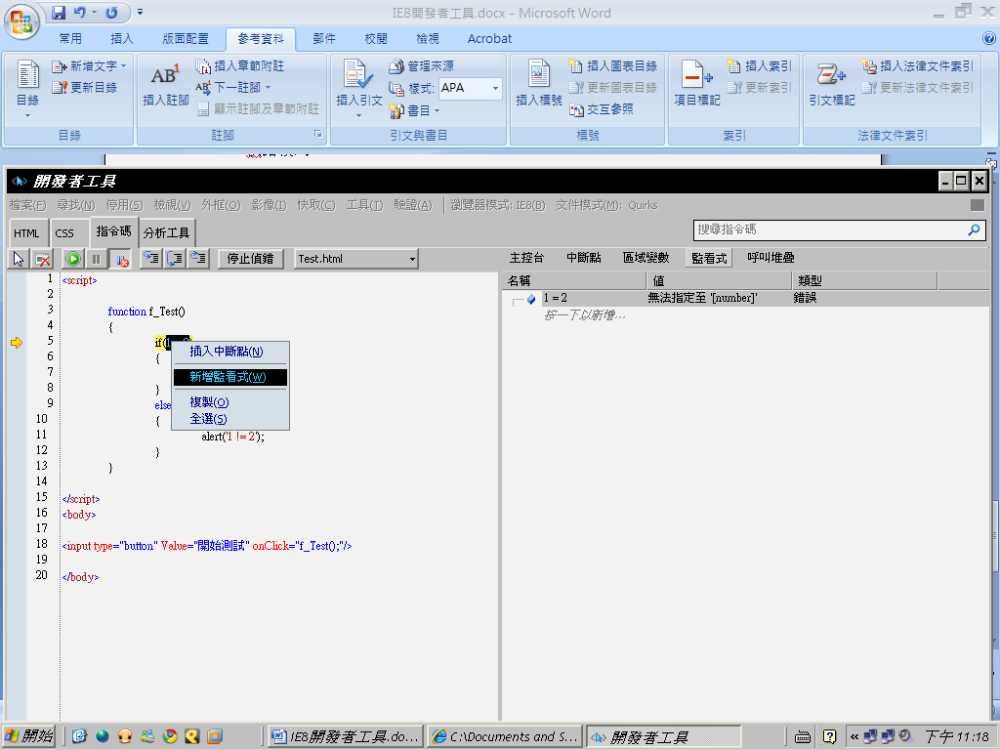 IE8開發者工具.docx - Microsoft Word
常用 插入 版面配置 參考資料 郵件 校閱 檢視 Acrobat
目錄 新增文字 更新目錄 目錄
插入註腳 AB¹ 插入章節附註 下一註腳 顯示註腳及章節附註 註腳
插入引文 管理來源 樣式: APA 書目 引文與書目
插入標號 插入圖表目錄 更新圖表目錄 交互參照 標號
項目標記 插入索引 更新索引 索引
引文標記 插入法律文件索引 更新法律文件索引 法律文件索引
開發者工具
檔案(F) 尋找(N) 停用(S) 檢視(V) 外框(O) 影像(I) 快取(C) 工具(T) 驗證(A) 瀏覽器模式: IE8(B) 文件模式(M): Quirks
HTML CSS 指令碼 分析工具 搜尋指令碼
停止偵錯 Test.html 主控台 中斷點 區域變數 監看式 呼叫堆疊
名稱 值 類型
1 = 2 無法指定至 '[number]' 錯誤
按一下以新增...
1 <script>
2
3 function f_Test()
4 {
5 if(
6 {
7
8 }
9 else
10 {
11 alert('1 != 2');
12 }
13 }
14
15 </script>
16 <body>
17
18 <input type="button" Value="開始測試" onClick="f_Test();"/>
19
20 </body>
插入中斷點(N)
新增監看式(W)
複製(O)
全選(S)
開始 IE8開發者工具.do... C:\Documents and S... 開發者工具 « 下午 11:18